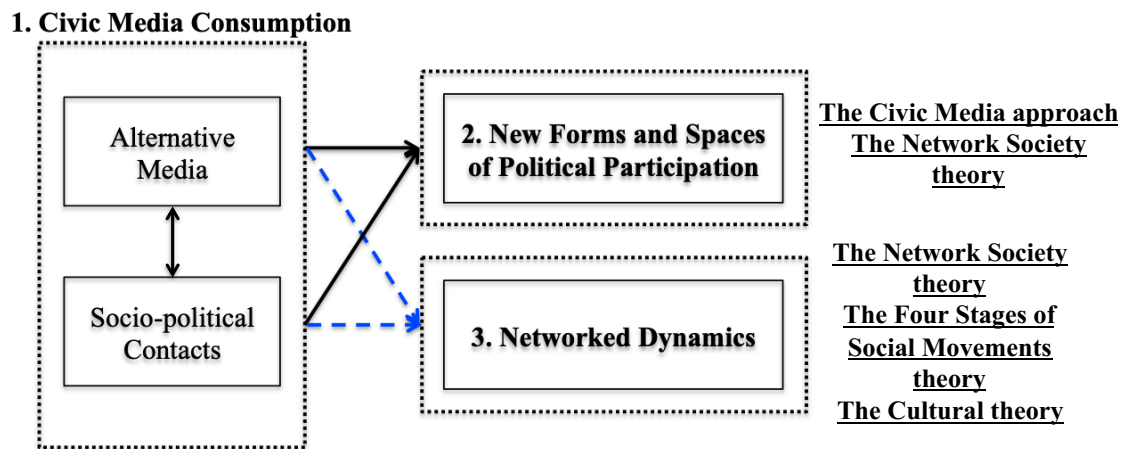 1. Civic Media Consumption
Alternative
Media
Socio-political
Contacts
2. New Forms and Spaces
of Political Participation
3. Networked Dynamics
The Civic Media approach
The Network Society
theory
The Network Society
theory
The Four Stages of
Social Movements
theory
The Cultural theory